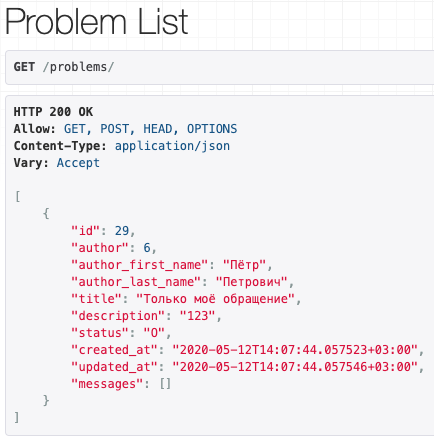 Problem List
GET /problems/
HTTP 200 OK
Allow: GET, POST, HEAD, OPTIONS
Content-Type: application/json
Vary: Accept
[
    {
        "id": 29,
        "author": 6,
        "author_first_name": "Пётр",
        "author_last_name": "Петрович",
        "title": "Только моё обращение",
        "description": "123",
        "status": "O",
        "created_at": "2020-05-12T14:07:44.057523+03:00",
        "updated_at": "2020-05-12T14:07:44.057546+03:00",
        "messages": []
    }
]